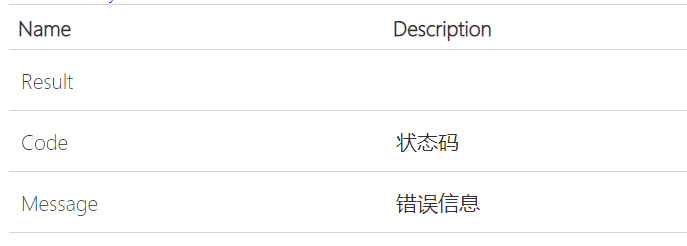 Name Description
Result
Code 状态码
Message 错误信息